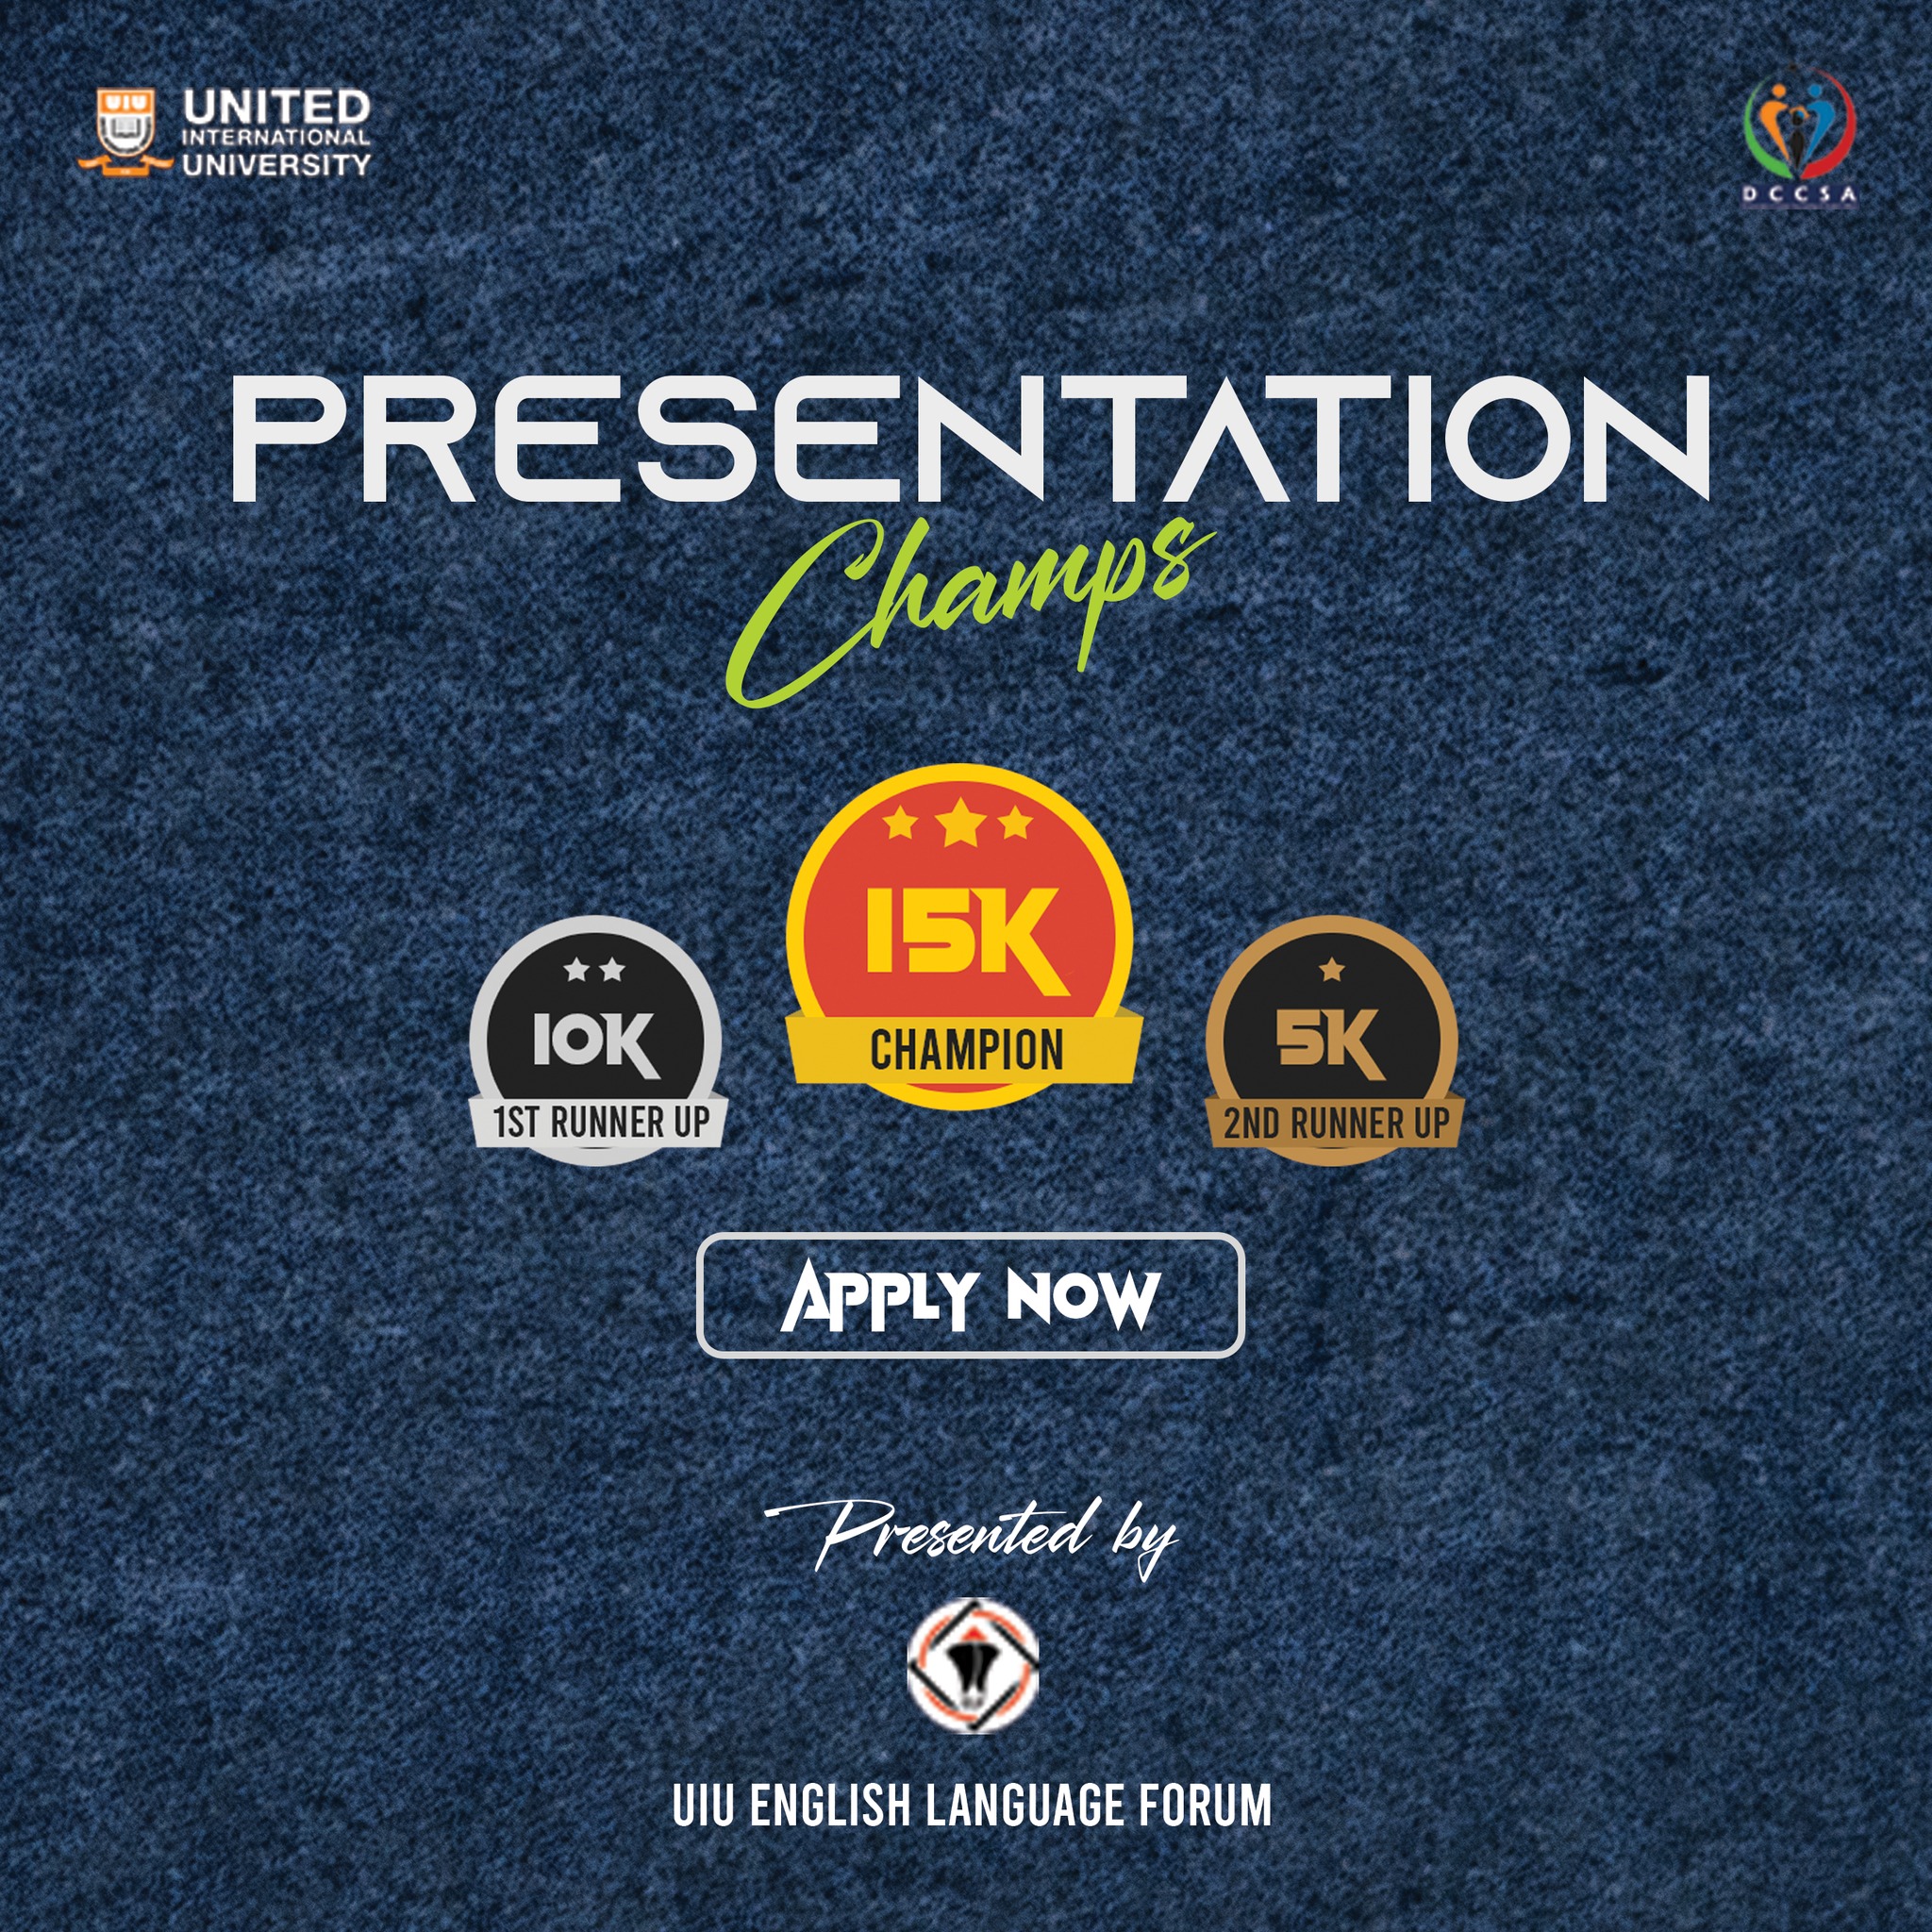 UIU
UNITED
INTERNATIONAL
UNIVERSITY
DCCSA
PRESENTATION
Champs
15K
CHAMPION
10K
1ST RUNNER UP
5K
2ND RUNNER UP
APPLY NOW
Presented by
UIU ENGLISH LANGUAGE FORUM